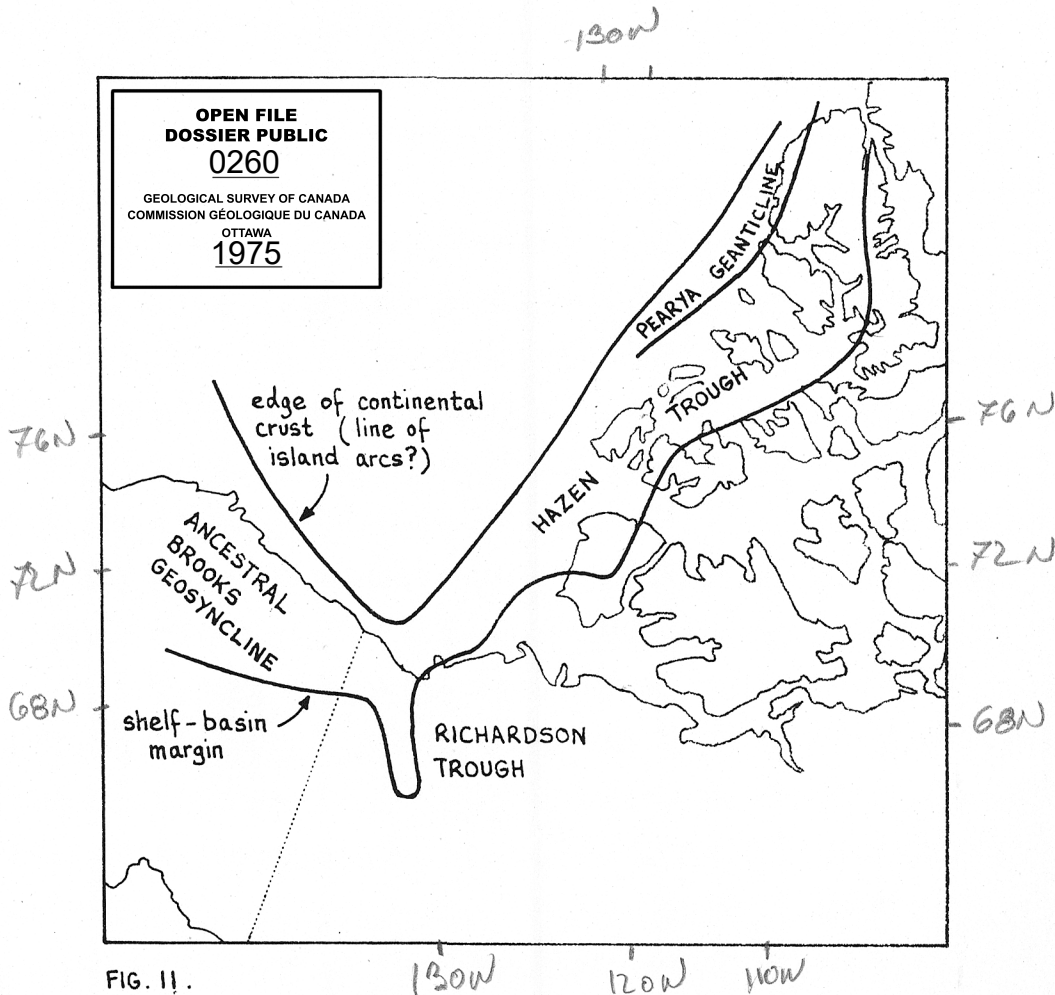 130W
OPEN FILE
DOSSIER PUBLIC
0260
GEOLOGICAL SURVEY OF CANADA
COMMISSION GÉOLOGIQUE DU CANADA
OTTAWA
1975
PEARYA GEANTICLINE
edge of continental
crust (line of
island arcs?)
HAZEN TROUGH
76N
76N
ANCESTRAL
BROOKS
GEOSYNCLINE
72N
72N
68N
68N
shelf-basin
margin
RICHARDSON
TROUGH
FIG. 11.
130W
120W
110W